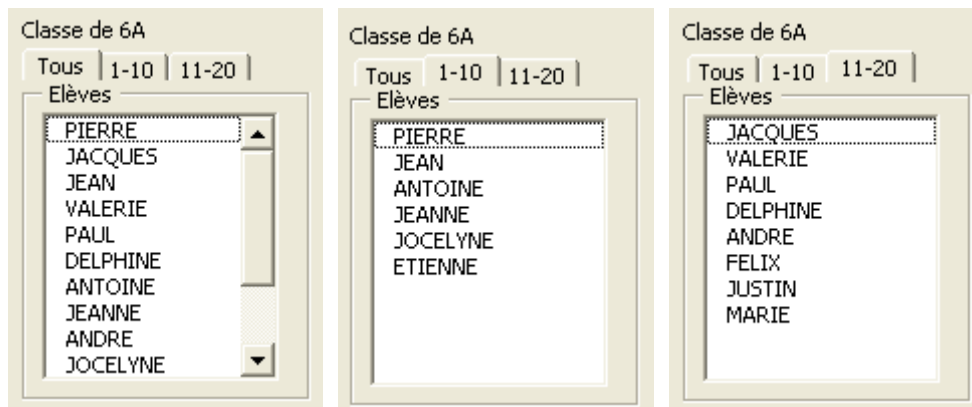 Classe de 6A
Tous 1-10 11-20
Elèves
PIERRE
JACQUES
JEAN
VALERIE
PAUL
DELPHINE
ANTOINE
JEANNE
ANDRE
JOCELYNE
Classe de 6A
Tous 1-10 11-20
Elèves
PIERRE
JEAN
ANTOINE
JEANNE
JOCELYNE
ETIENNE
Classe de 6A
Tous 1-10 11-20
Elèves
JACQUES
VALERIE
PAUL
DELPHINE
ANDRE
FELIX
JUSTIN
MARIE